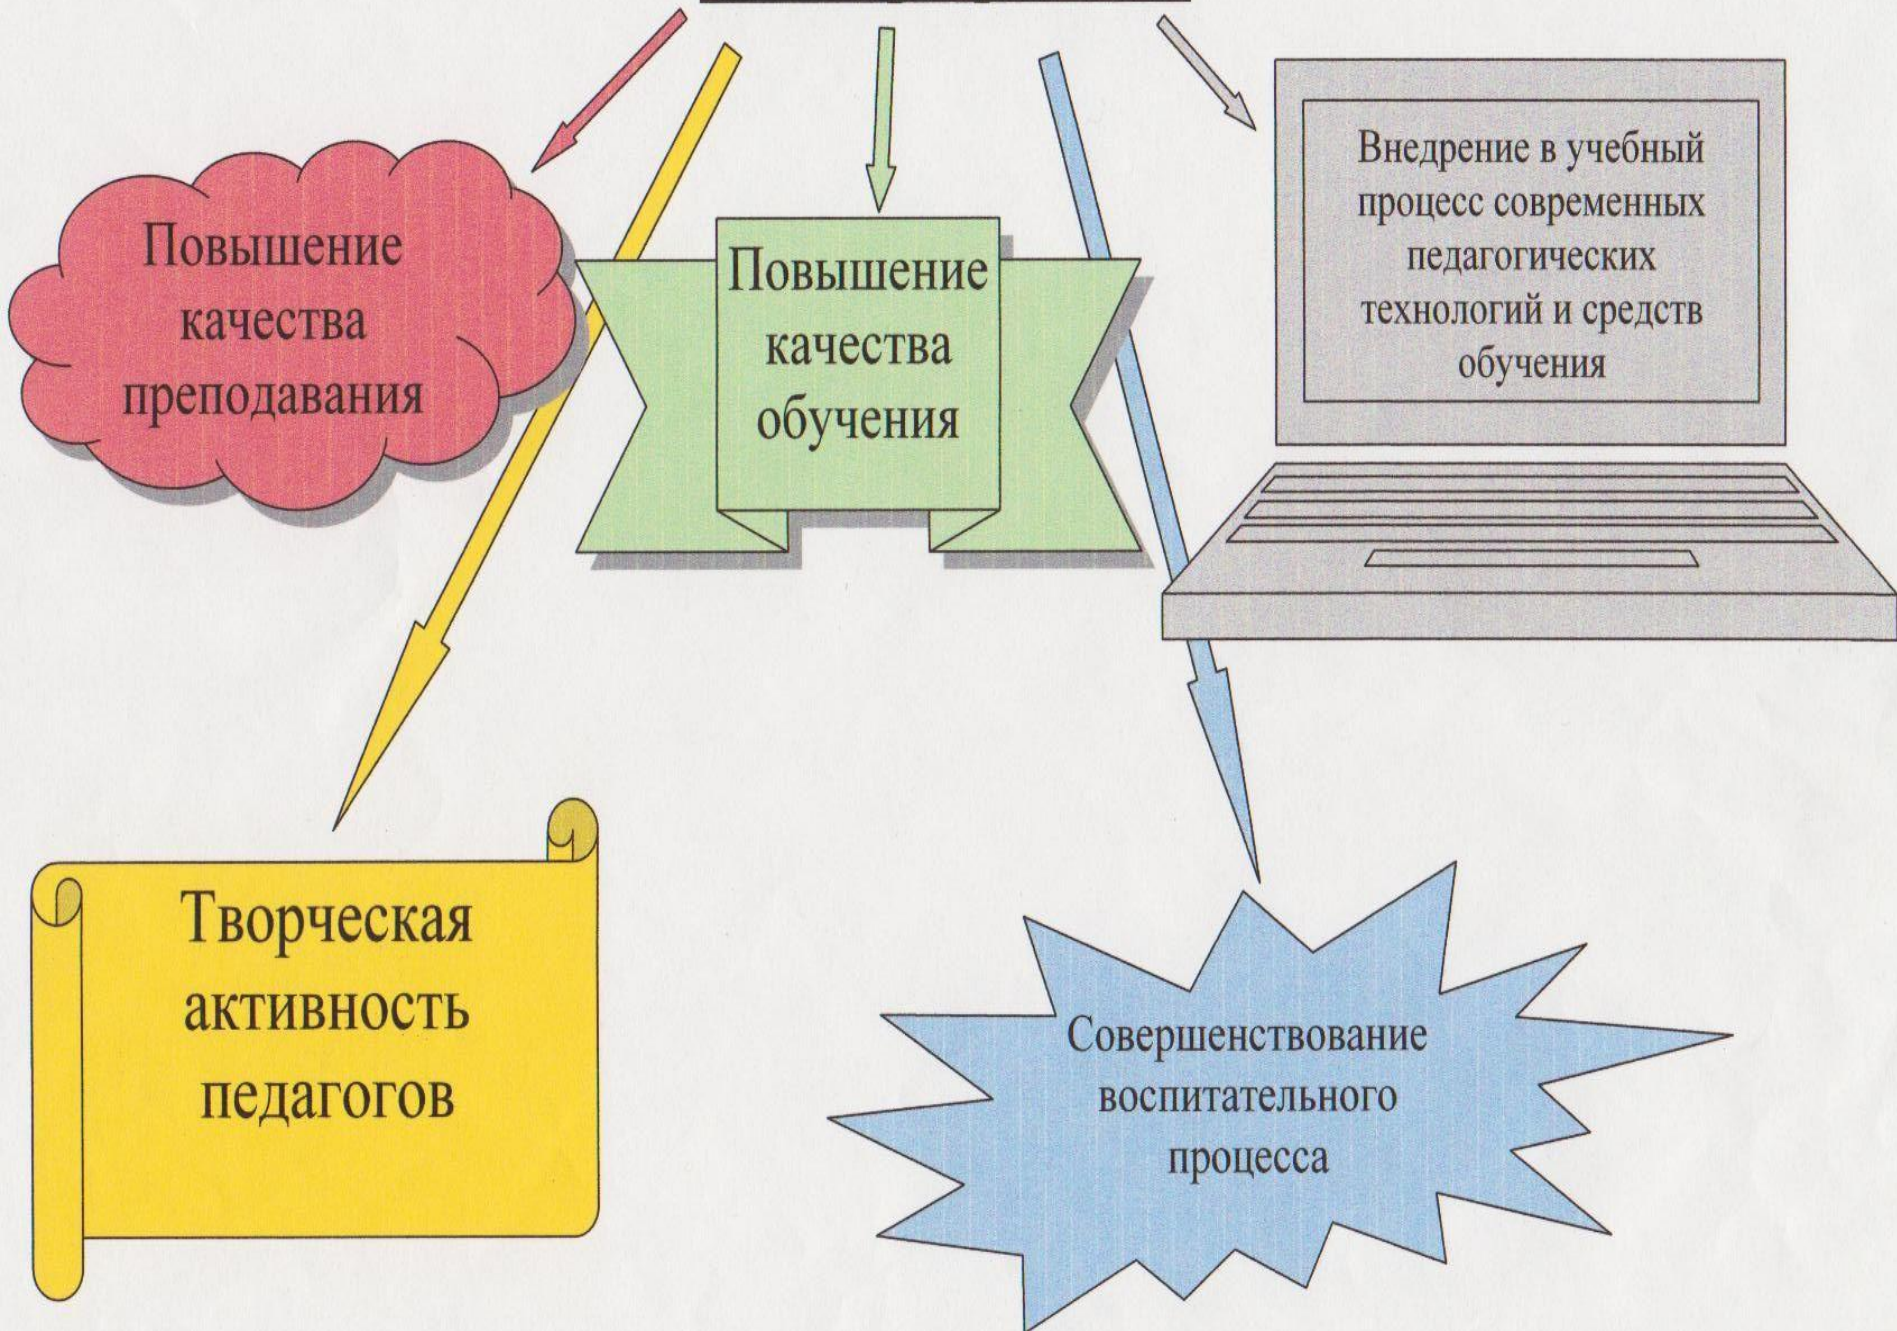 Повышение
качества
преподавания
Повышение
качества
обучения
Внедрение в учебный
процесс современных
педагогических
технологий и средств
обучения
Творческая
активность
педагогов
Совершенствование
воспитательного
процесса